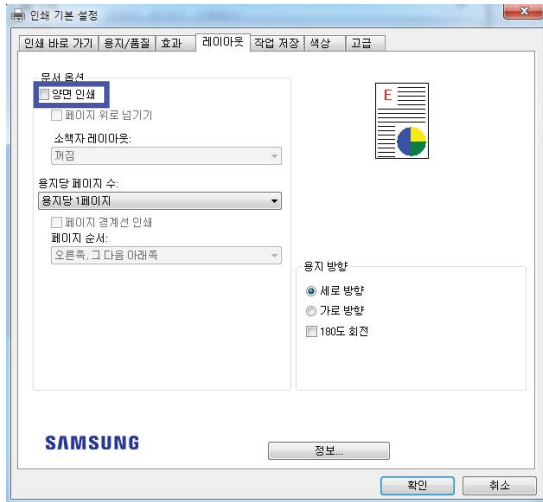 인쇄 기본 설정
인쇄 바로 가기 용지/품질 효과 레이아웃 작업 저장 색상 고급
문서 옵션
양면 인쇄
페이지 위로 넘기기
소책자 레이아웃:
꺼짐
용지당 페이지 수:
용지당 1페이지
페이지 경계선 인쇄
페이지 순서:
오른쪽, 그 다음 아래쪽
E
용지 방향
세로 방향
가로 방향
180도 회전
SAMSUNG
정보...
확인 취소